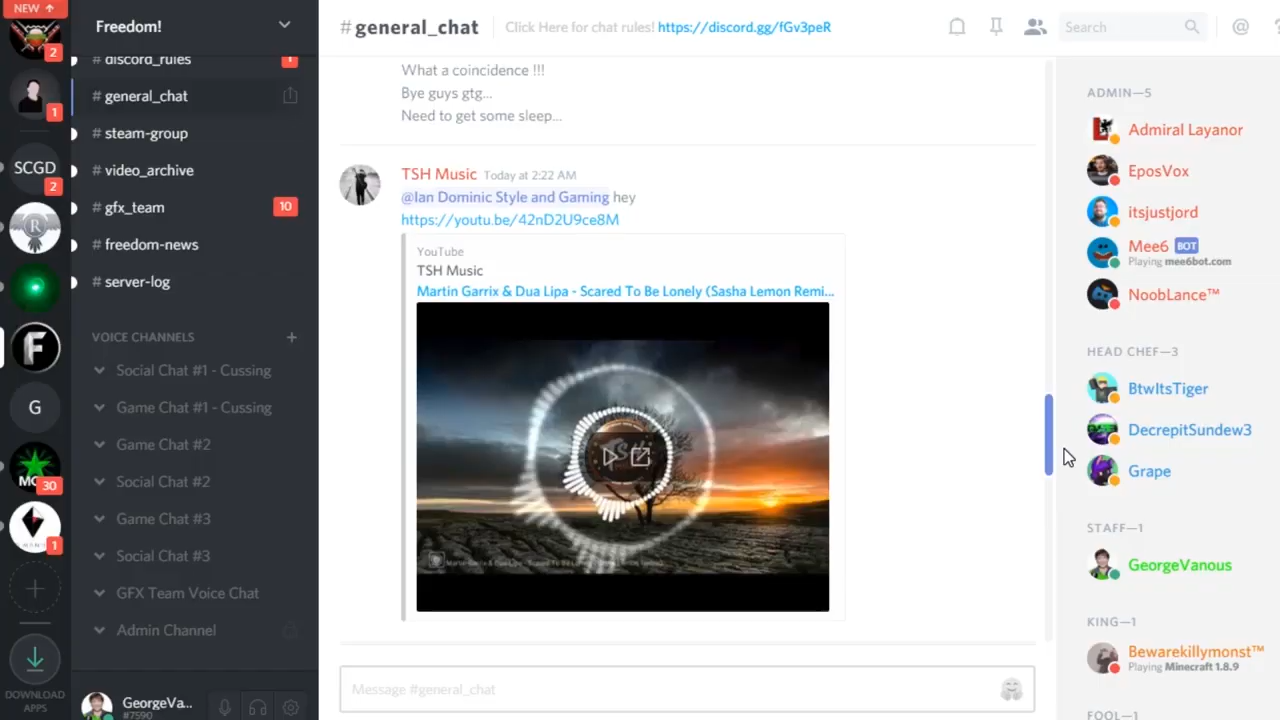 NEW ↑
2
1
SCGD
2
R
F
G
MC
30
1
+
DOWNLOAD
APPS
Freedom!
# discord_rules
1
# general_chat
# steam-group
# video_archive
# gfx_team
10
# freedom-news
# server-log
VOICE CHANNELS
+
Social Chat #1 - Cussing
Game Chat #1 - Cussing
Game Chat #2
Social Chat #2
Game Chat #3
Social Chat #3
GFX Team Voice Chat
Admin Channel
GeorgeVa...
#7590
#general_chat
Click Here for chat rules! https://discord.gg/fGv3peR
Search
@
?
What a coincidence !!!
Bye guys gtg...
Need to get some sleep...
TSH Music Today at 2:22 AM
@Ian Dominic Style and Gaming hey
https://youtu.be/42nD2U9ce8M
YouTube
TSH Music
Martin Garrix & Dua Lipa - Scared To Be Lonely (Sasha Lemon Remi...
Message #general_chat
ADMIN—5
Admiral Layanor
EposVox
itsjustjord
Mee6 BOT
Playing mee6bot.com
NoobLance™
HEAD CHEF—3
BtwItsTiger
DecrepitSundew3
Grape
STAFF—1
GeorgeVanous
KING—1
Bewarekillymonst™
Playing Minecraft 1.8.9
FOOL—1